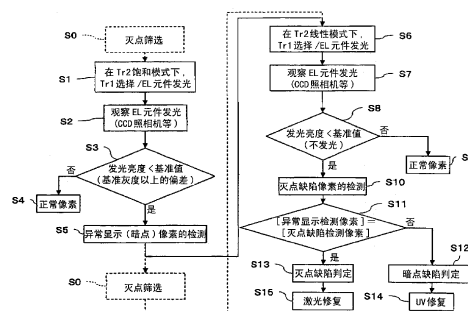 S0
灭点筛选
S1
在Tr2饱和模式下,
Tr1选择/EL元件发光
S2
观察EL元件发光
(CCD照相机等)
S3
发光亮度<基准值
(基准灰度以上的偏差)
否
是
S4
正常像素
S5
异常显示(暗点)像素的检测
S0
灭点筛选
S6
在Tr2线性模式下,
Tr1选择/EL元件发光
S7
观察EL元件发光
(CCD照相机等)
S8
发光亮度<基准值
(不发光)
否
是
正常像素
S10
灭点缺陷像素的检测
S11
[异常显示检测像素]=
[灭点缺陷检测像素]
否
是
S12
暗点缺陷判定
S13
灭点缺陷判定
S14
UV修复
S15
激光修复